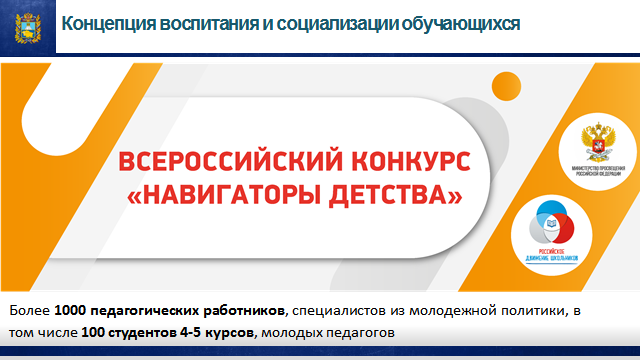 Концепция воспитания и социализации обучающихся
ВСЕРОССИЙСКИЙ КОНКУРС
«НАВИГАТОРЫ ДЕТСТВА»
МИНИСТЕРСТВО ПРОСВЕЩЕНИЯ
РОССИЙСКОЙ ФЕДЕРАЦИИ
РОССИЙСКОЕ
ДВИЖЕНИЕ ШКОЛЬНИКОВ
Более 1000 педагогических работников, специалистов из молодежной политики, в
том числе 100 студентов 4-5 курсов, молодых педагогов